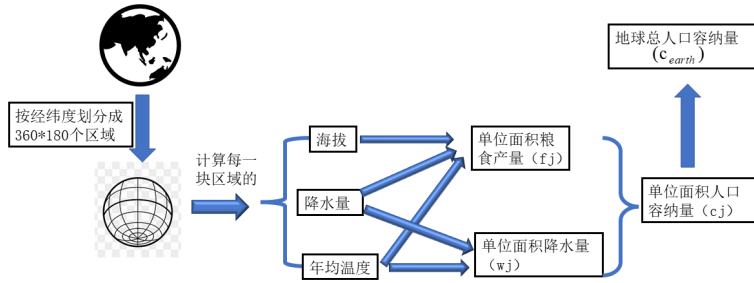 按经纬度划分成
360*180个区域
计算每一
块区域的
海拔
降水量
年均温度
单位面积粮
食产量（fj）
单位面积降水量
（wj）
单位面积人口
容纳量（cj）
地球总人口容纳量
(c earth)